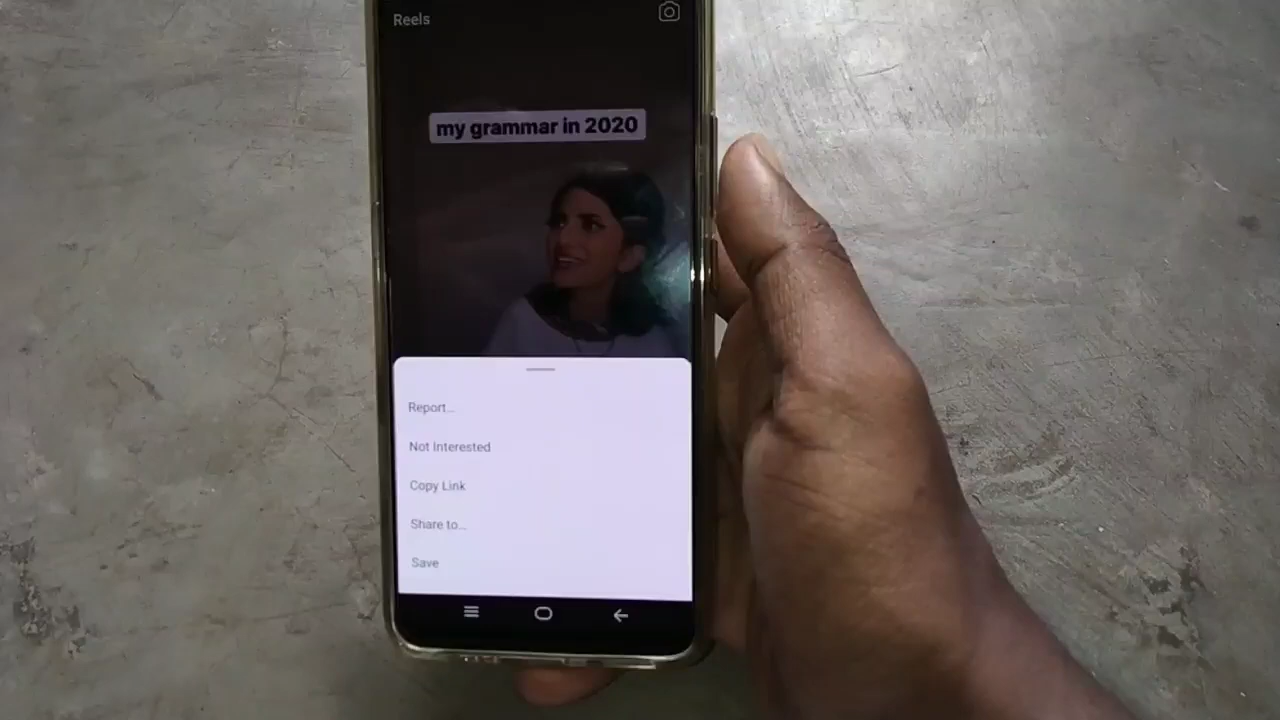 Reels
my grammar in 2020
Report...
Not Interested
Copy Link
Share to...
Save